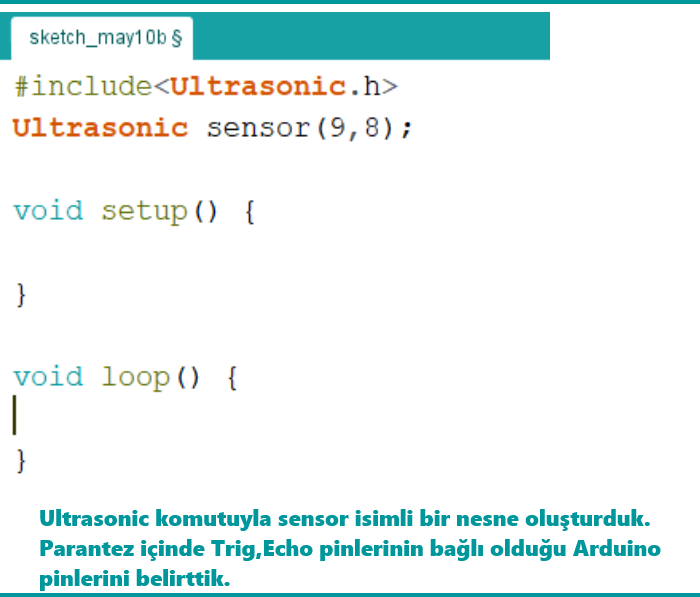 sketch_may10b §
#include<Ultrasonic.h>
Ultrasonic sensor(9,8);
void setup() {
}
void loop() {
}
Ultrasonic komutuyla sensor isimli bir nesne oluşturduk.
Parantez içinde Trig,Echo pinlerinin bağlı olduğu Arduino
pinlerini belirttik.